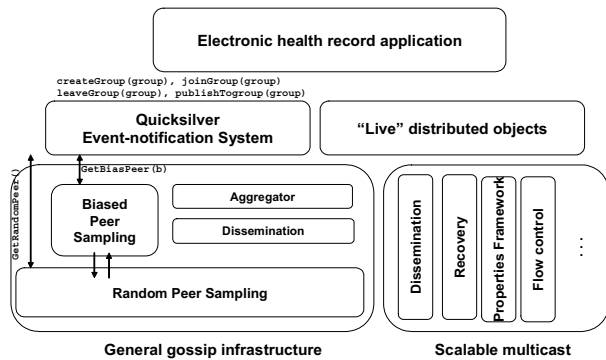 Electronic health record application
createGroup(group), joinGroup(group)
leaveGroup(group), publishTogroup(group)
Quicksilver
Event-notification System
“Live” distributed objects
GetRandomPeer()
GetBiasPeer(b)
Biased
Peer
Sampling
Aggregator
Dissemination
Random Peer Sampling
Dissemination
Recovery
Properties Framework
Flow control
...
General gossip infrastructure
Scalable multicast